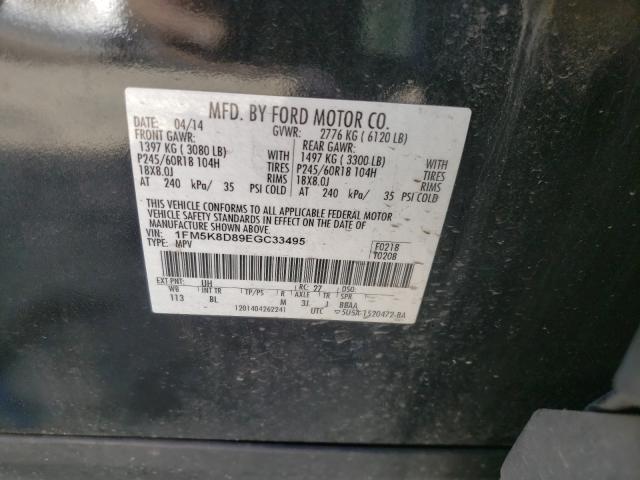 MFD. BY FORD MOTOR CO.
DATE: 04/14 GVWR: 2776 KG ( 6120 LB)
FRONT GAWR: REAR GAWR:
1397 KG ( 3080 LB) 1497 KG ( 3300 LB)
P245/60R18 104H TIRES P245/60R18 104H
18X8.0J RIMS 18X8.0J
AT 240 kPa/ 35 PSI COLD AT 240 kPa/ 35 PSI COLD
WITH TIRES RIMS
THIS VEHICLE CONFORMS TO ALL APPLICABLE FEDERAL MOTOR
VEHICLE SAFETY STANDARDS IN EFFECT ON THE DATE OF
MANUFACTURE SHOWN ABOVE.
VIN: 1FM5K8D89EGC33495
TYPE: MPV
F0218
T0208
EXT PNT: UH RC: 27 DSO:
WB INT TR TP/PS R AXLE TR SPR
113 BL M 3J J BBAA
1201404262241 UTC ▽5U5A-1520472-BA